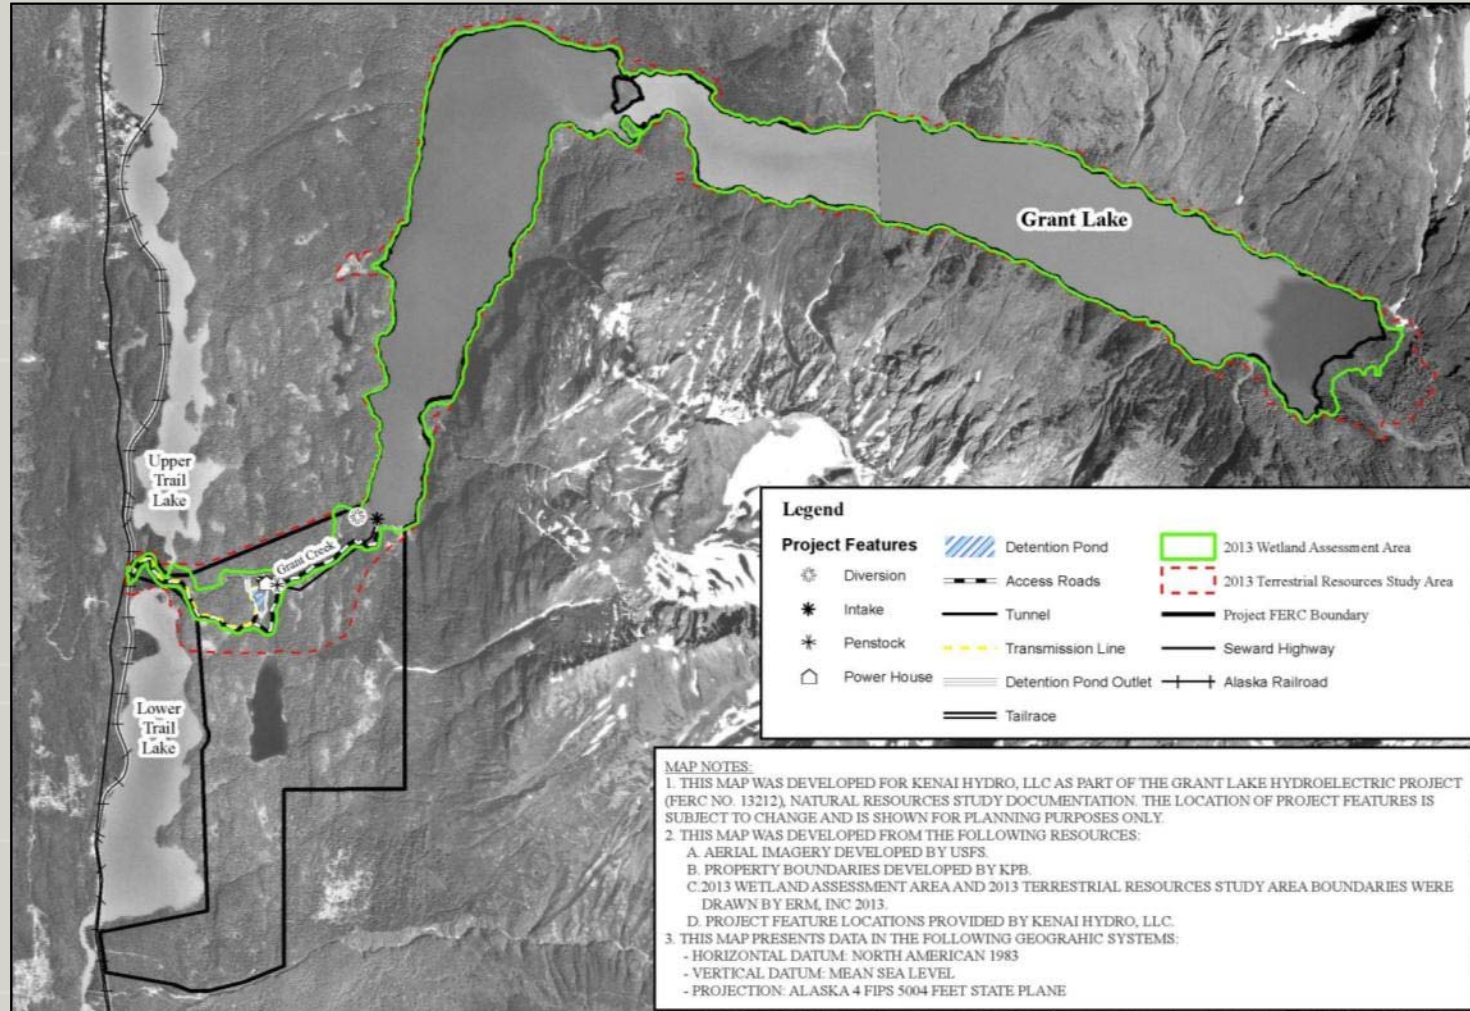 Grant Lake
Upper
Trail
Lake
Grant Creek
Lower
Trail
Lake
Legend
Project Features
Diversion
Intake
Penstock
Power House
Detention Pond
Access Roads
Tunnel
Transmission Line
Detention Pond Outlet
Tailrace
2013 Wetland Assessment Area
2013 Terrestrial Resources Study Area
Project FERC Boundary
Seward Highway
Alaska Railroad
MAP NOTES:
1. THIS MAP WAS DEVELOPED FOR KENAI HYDRO, LLC AS PART OF THE GRANT LAKE HYDROELECTRIC PROJECT
(FERC NO. 13212), NATURAL RESOURCES STUDY DOCUMENTATION. THE LOCATION OF PROJECT FEATURES IS
SUBJECT TO CHANGE AND IS SHOWN FOR PLANNING PURPOSES ONLY.
2. THIS MAP WAS DEVELOPED FROM THE FOLLOWING RESOURCES:
A. AERIAL IMAGERY DEVELOPED BY USFS.
B. PROPERTY BOUNDARIES DEVELOPED BY KPB.
C.2013 WETLAND ASSESSMENT AREA AND 2013 TERRESTRIAL RESOURCES STUDY AREA BOUNDARIES WERE
DRAWN BY ERM, INC 2013.
D. PROJECT FEATURE LOCATIONS PROVIDED BY KENAI HYDRO, LLC.
3. THIS MAP PRESENTS DATA IN THE FOLLOWING GEOGRAHIC SYSTEMS:
- HORIZONTAL DATUM: NORTH AMERICAN 1983
- VERTICAL DATUM: MEAN SEA LEVEL
- PROJECTION: ALASKA 4 FIPS 5004 FEET STATE PLANE